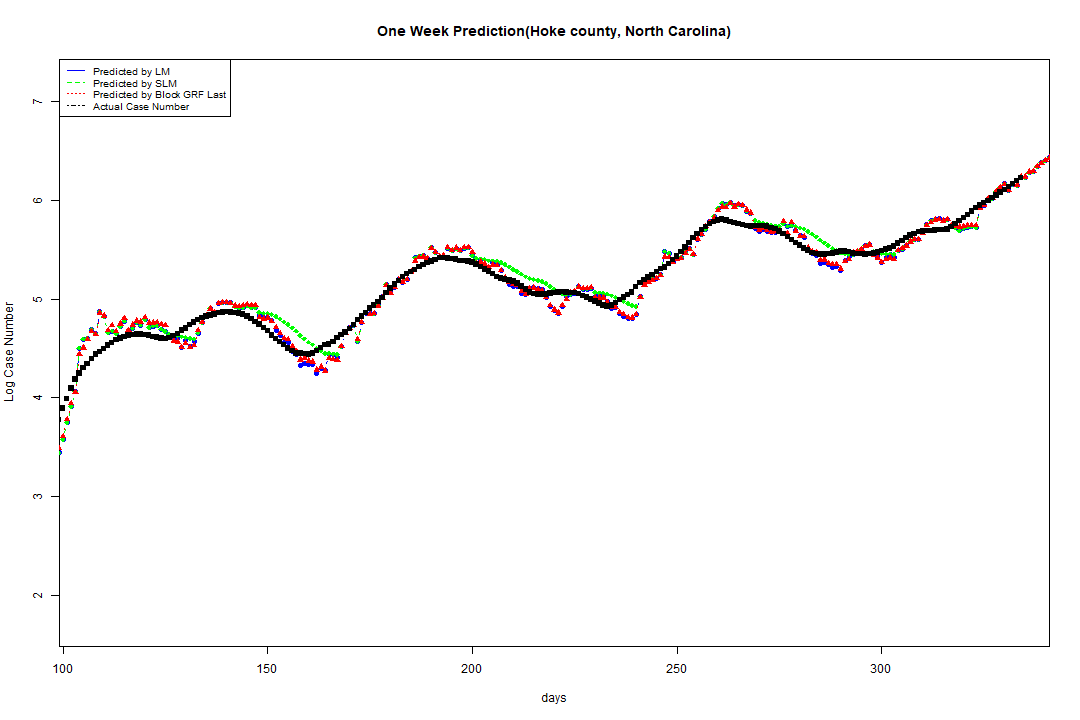 One Week Prediction(Hoke county, North Carolina)
Predicted by LM
Predicted by SLM
Predicted by Block GRF Last
Actual Case Number
7
6
5
4
3
2
Log Case Number
100 150 200 250 300
days